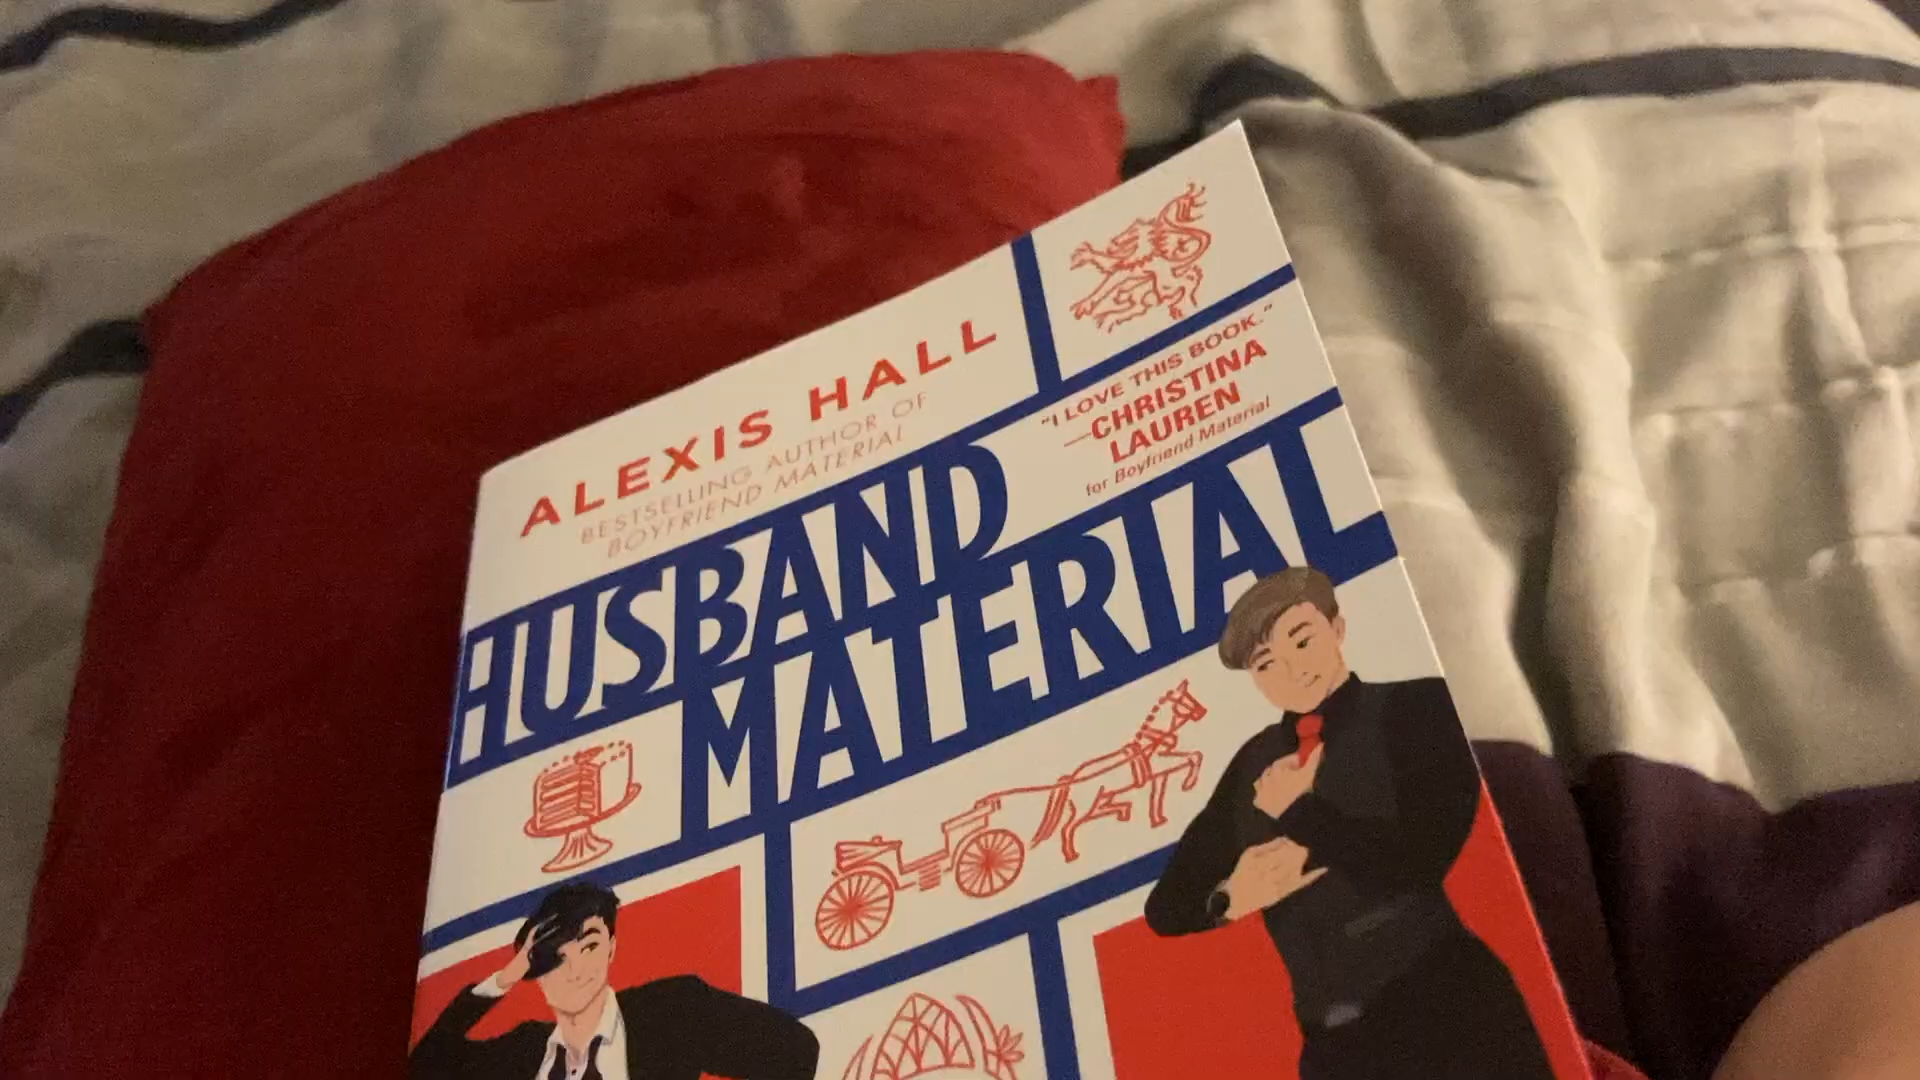 ALEXIS HALL
BESTSELLING AUTHOR OF
BOYFRIEND MATERIAL
"I LOVE THIS BOOK."
—CHRISTINA
LAUREN
for Boyfriend Material
HUSBAND
MATERIAL